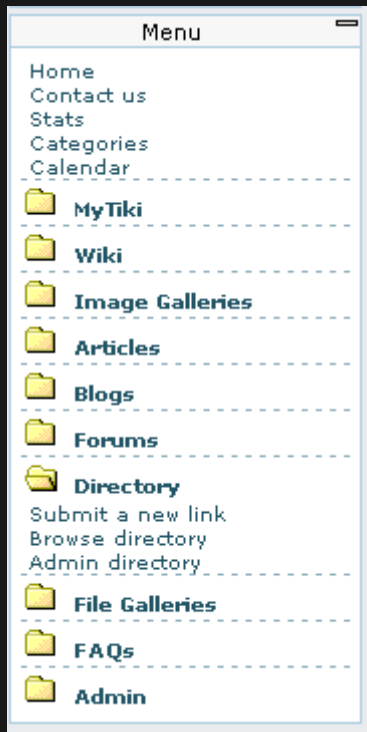 Menu
Home
Contact us
Stats
Categories
Calendar
MyTiki
Wiki
Image Galleries
Articles
Blogs
Forums
Directory
Submit a new link
Browse directory
Admin directory
File Galleries
FAQs
Admin